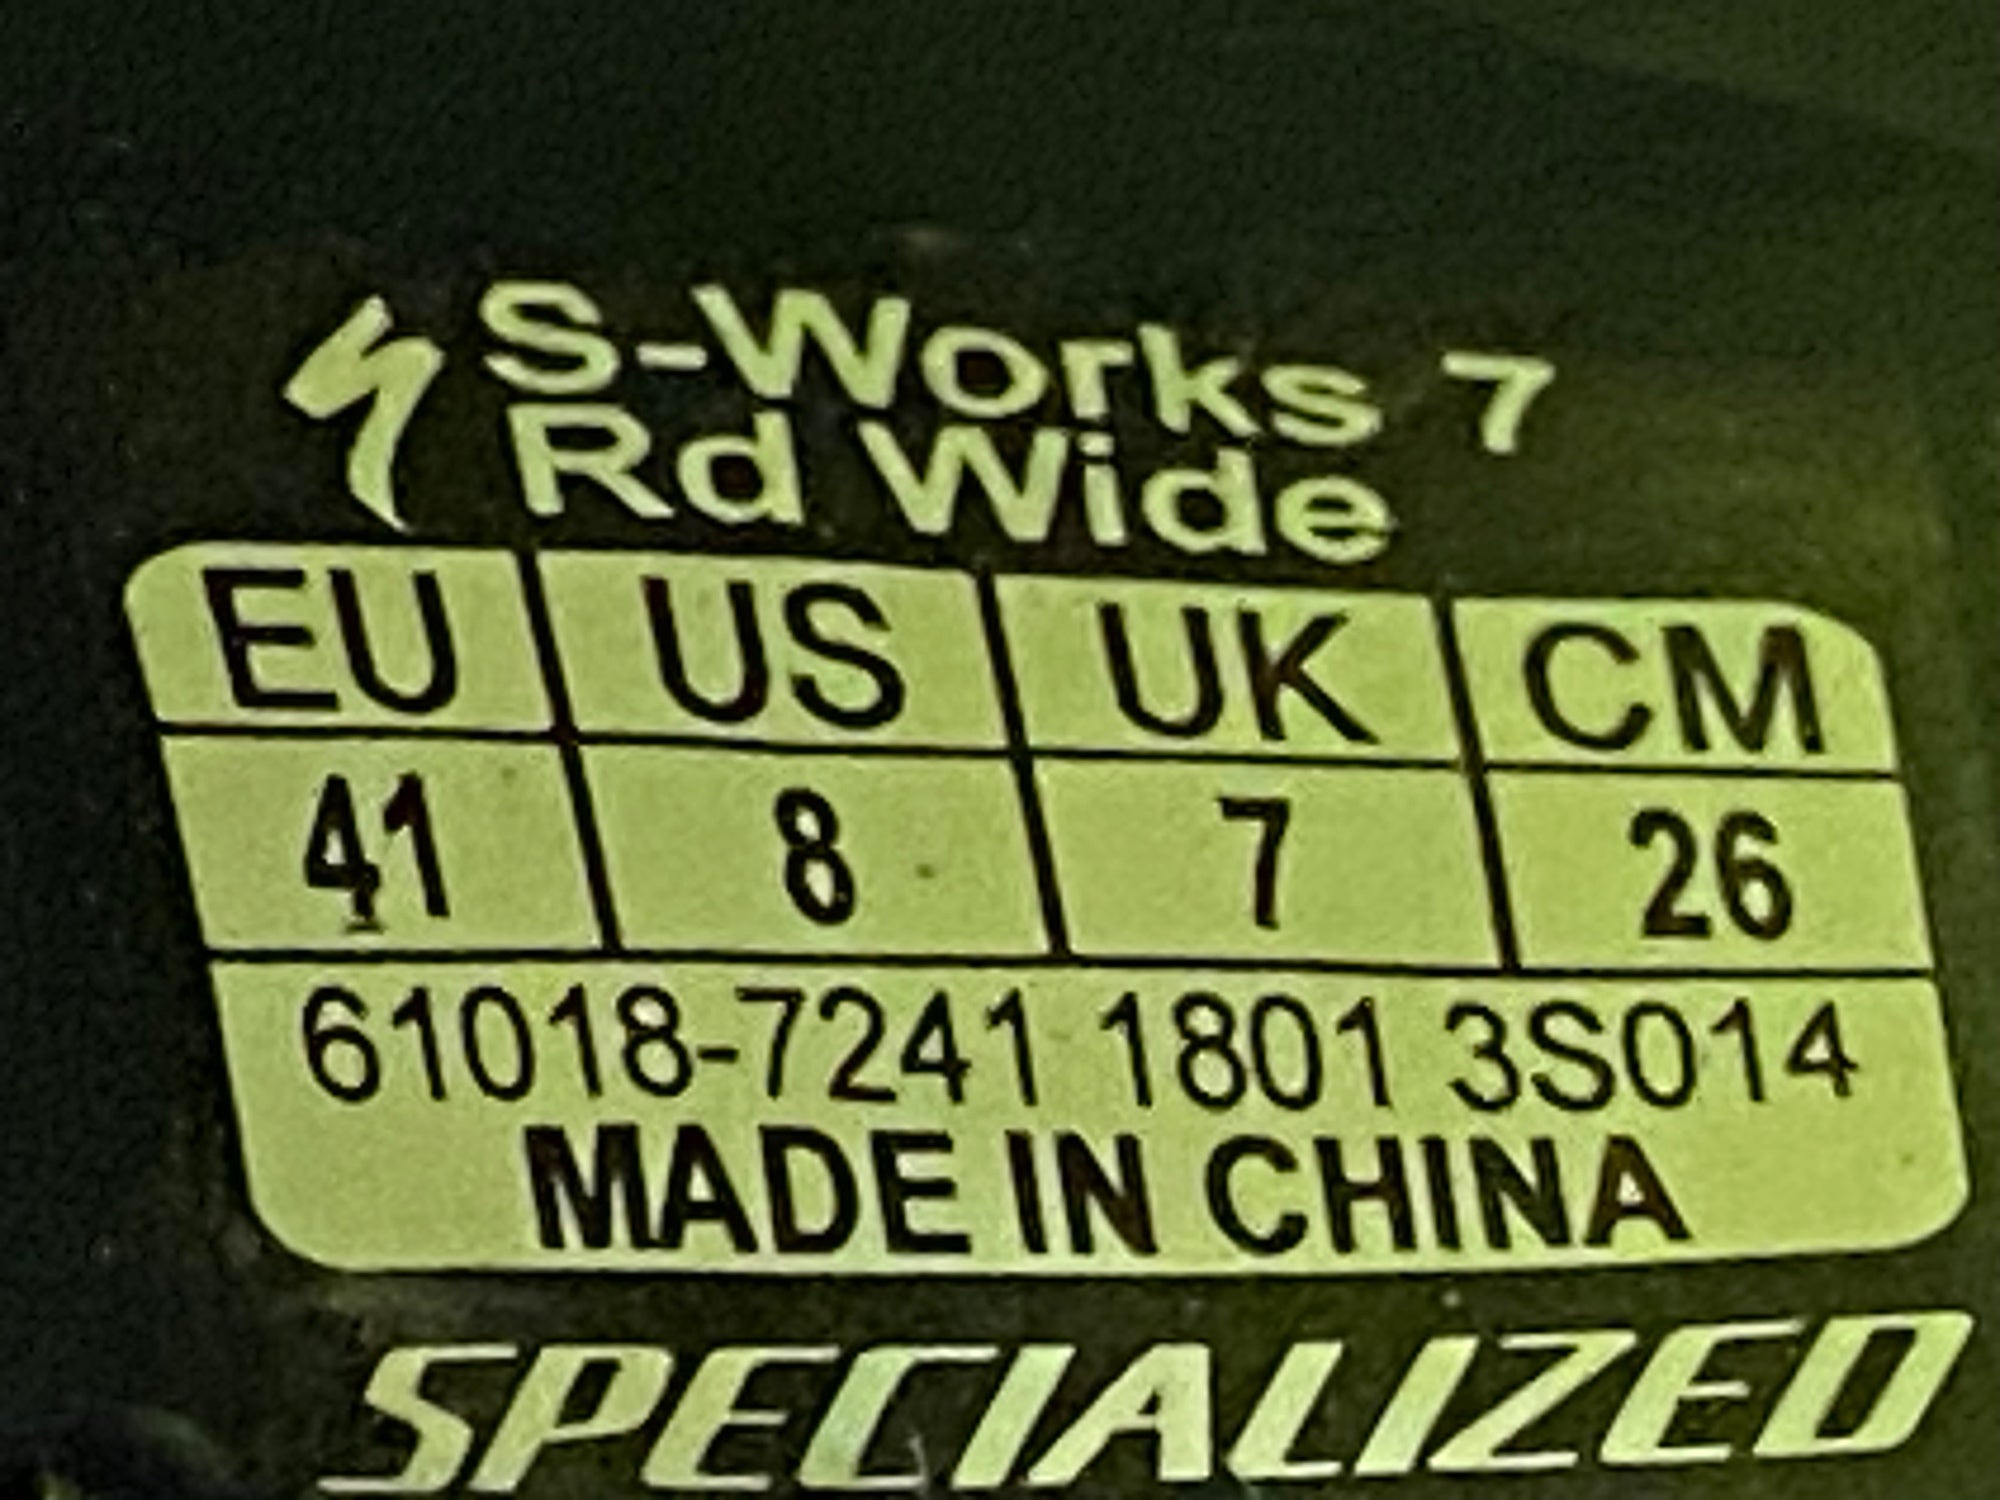 S-Works 7
Rd Wide
EU US UK CM
41 8 7 26
61018-7241 1801 3S014
MADE IN CHINA
SPECIALIZED